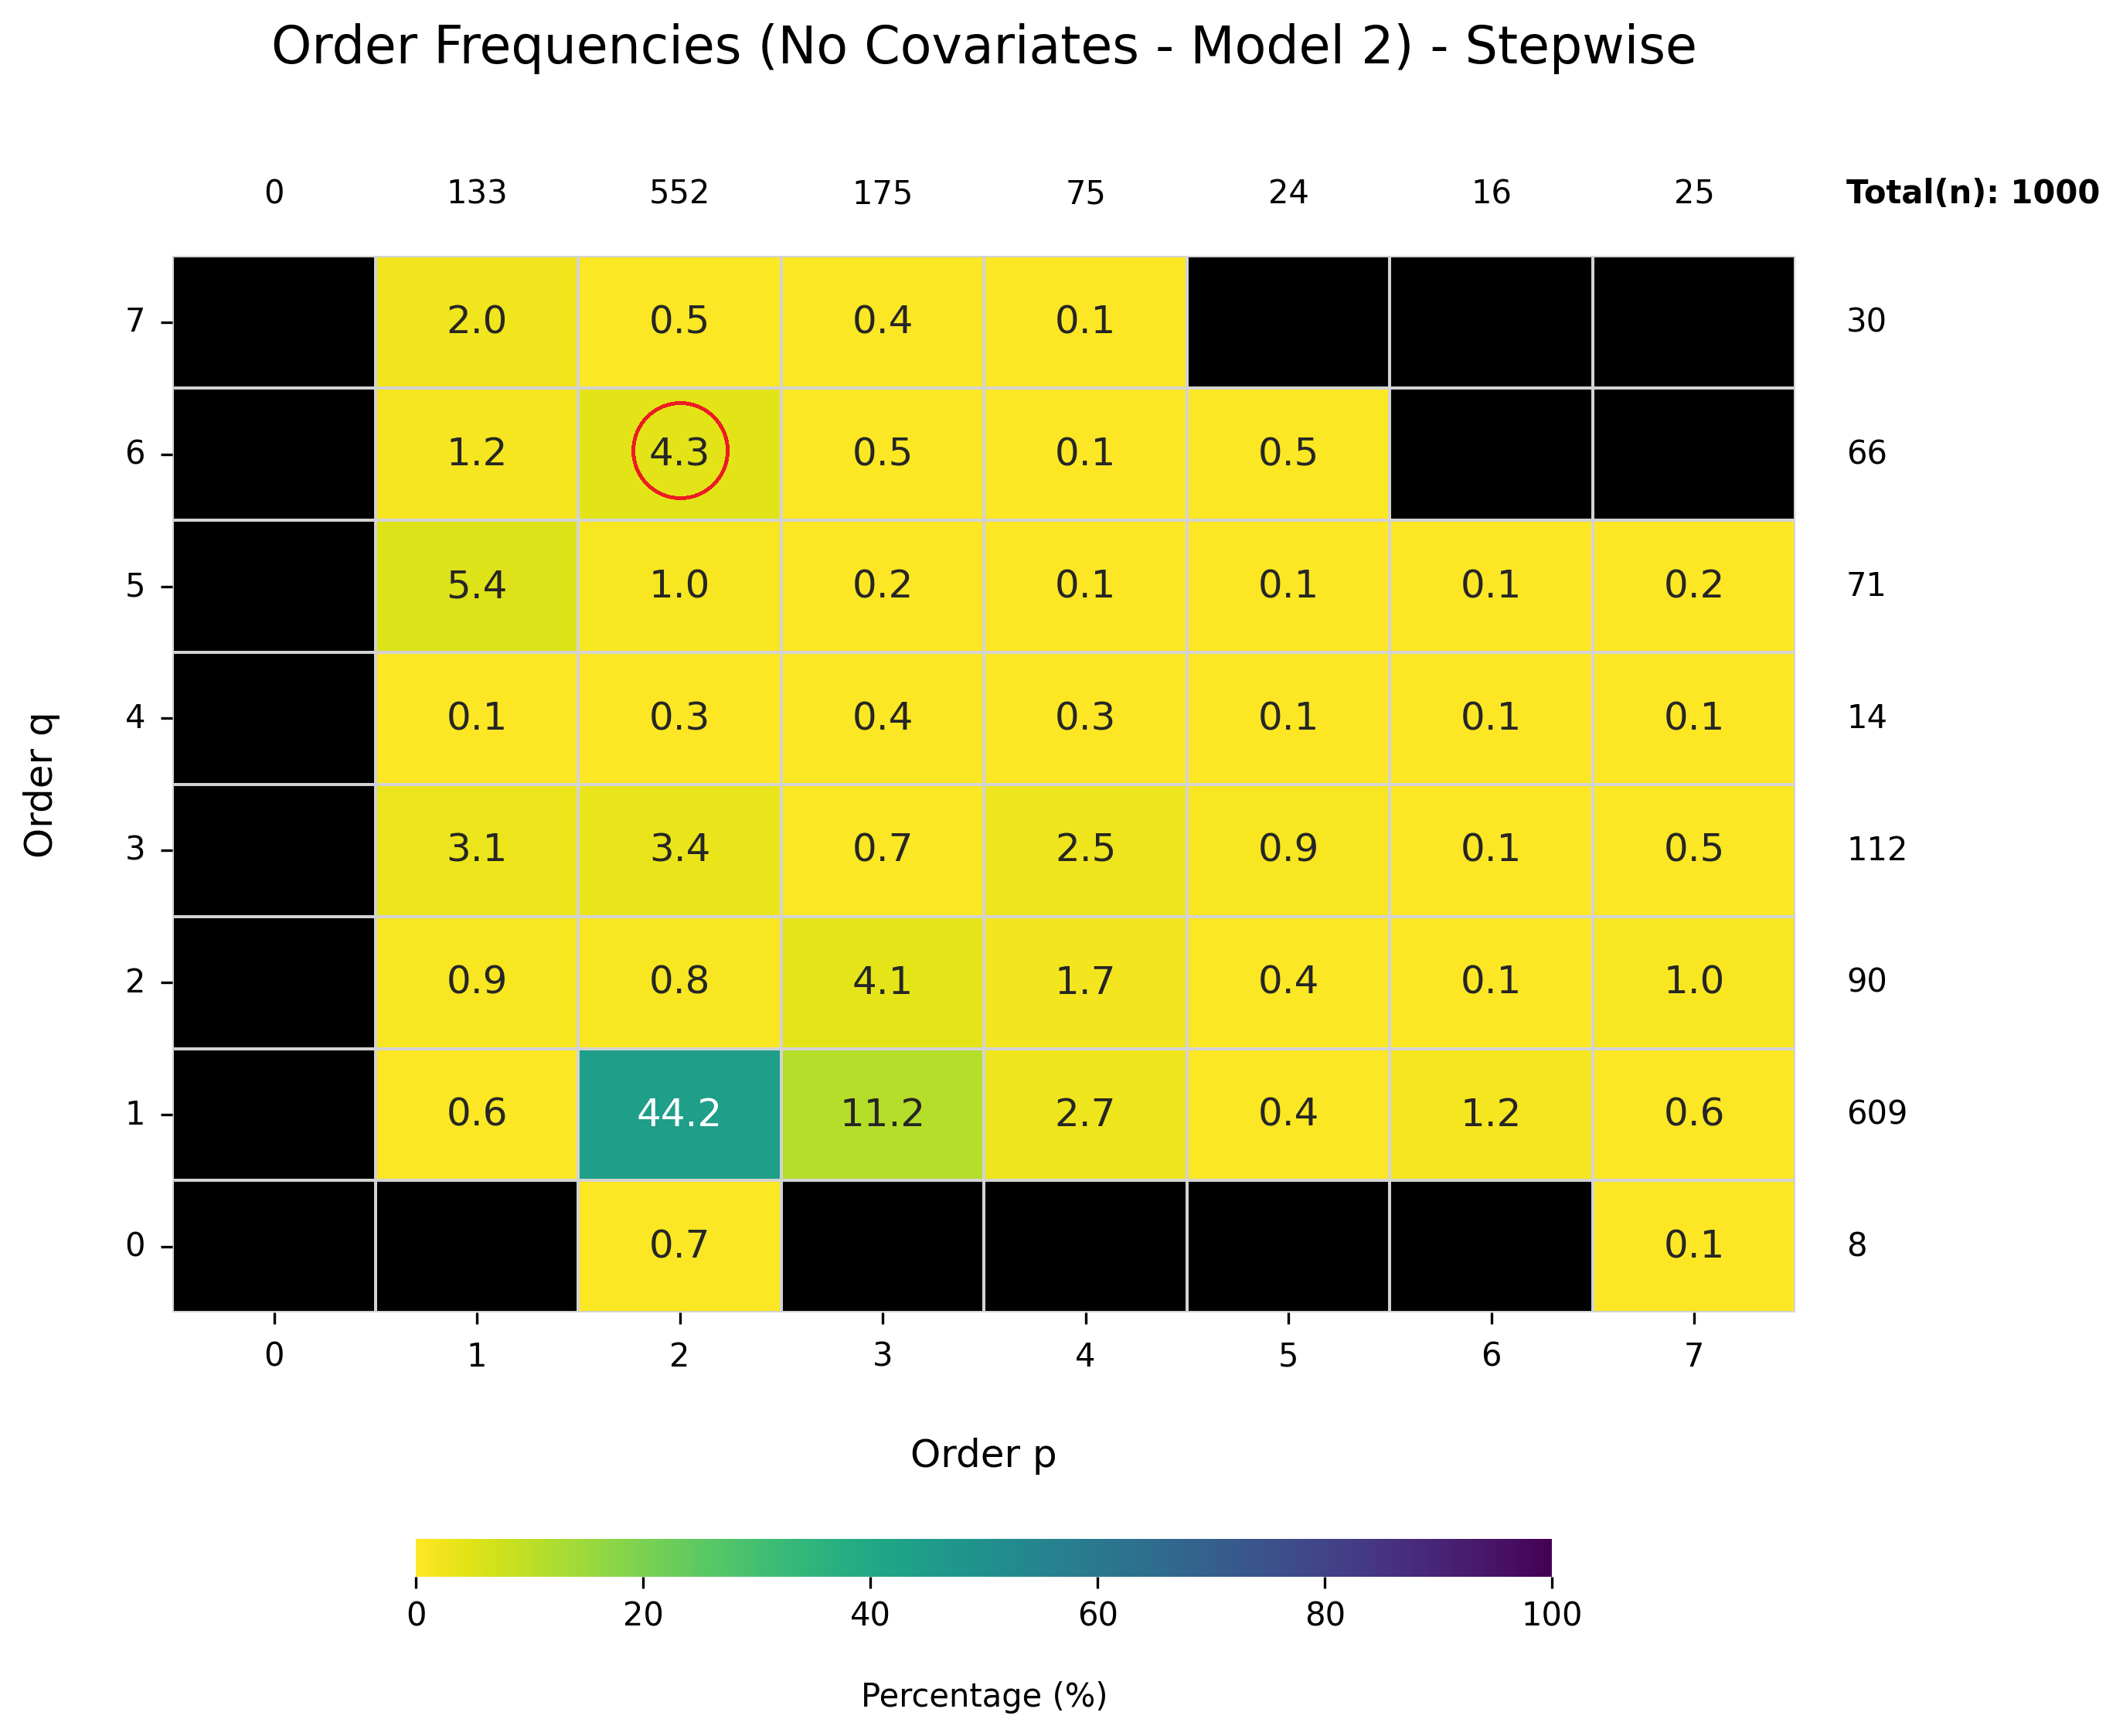 Order Frequencies (No Covariates - Model 2) - Stepwise
0 133 552 175 75 24 16 25 Total(n): 1000
7 2.0 0.5 0.4 0.1 30
6 1.2 4.3 0.5 0.1 0.5 66
5 5.4 1.0 0.2 0.1 0.1 0.1 0.2 71
4 0.1 0.3 0.4 0.3 0.1 0.1 0.1 14
3 3.1 3.4 0.7 2.5 0.9 0.1 0.5 112
2 0.9 0.8 4.1 1.7 0.4 0.1 1.0 90
1 0.6 44.2 11.2 2.7 0.4 1.2 0.6 609
0 0.7 0.1 8
Order q
0 1 2 3 4 5 6 7
Order p
0 20 40 60 80 100
Percentage (%)